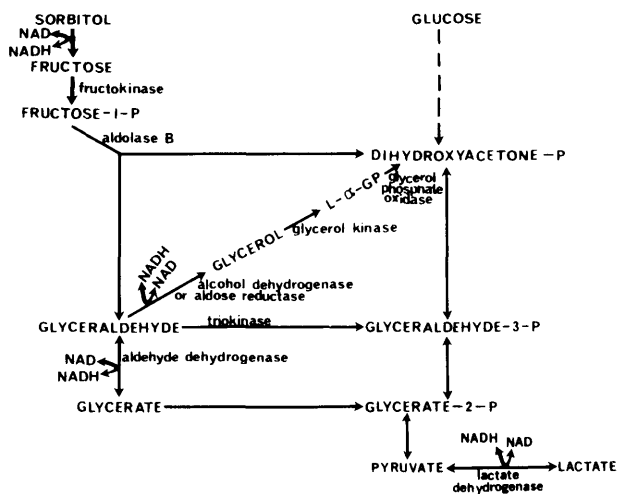 SORBITOL
GLUCOSE
NAD
NADH
FRUCTOSE
fructokinase
FRUCTOSE-1-P
aldolase B
DIHYDROXYACETONE-P
glycerol
phosphate
oxidase
L-α-GP
glycerol kinase
GLYCEROL
NADH
NAD
alcohol dehydrogenase
or aldose reductase
GLYCERALDEHYDE
triokinase
GLYCERALDEHYDE-3-P
NAD
NADH
aldehyde dehydrogenase
GLYCERATE
GLYCERATE-2-P
NADH
NAD
PYRUVATE
LACTATE
lactate
dehydrogenase